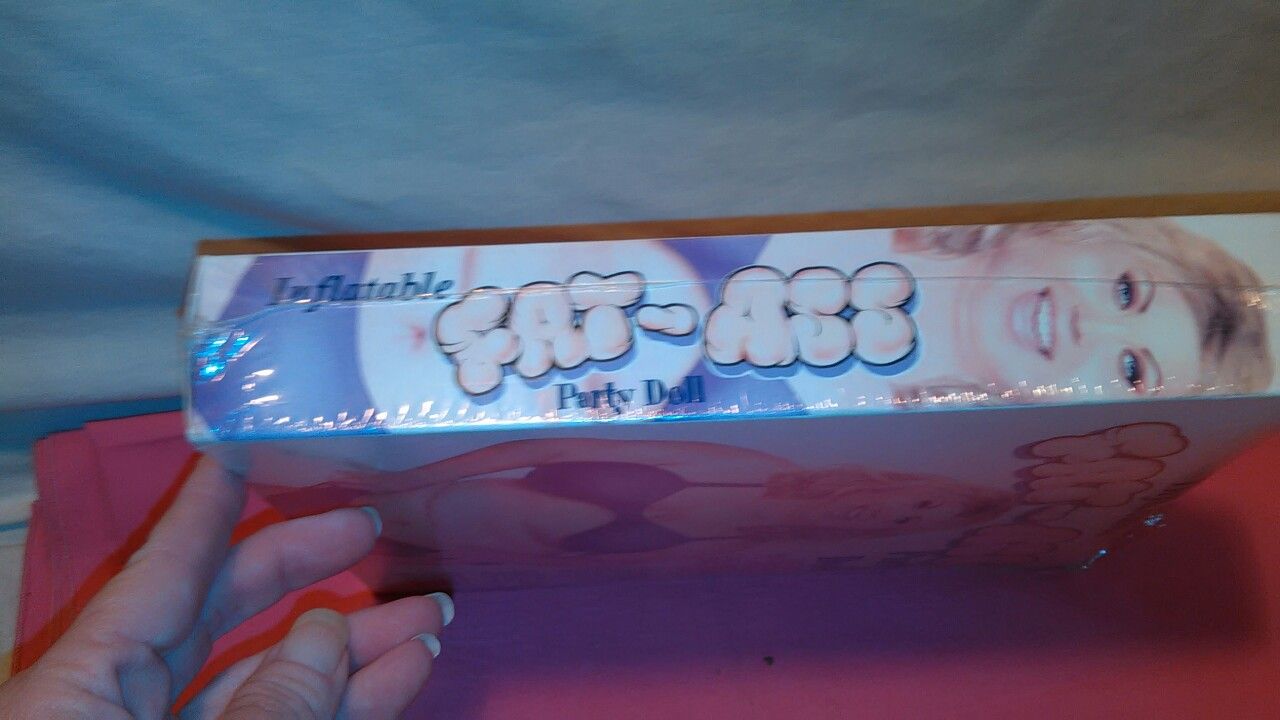 Inflatable
FAT-ASS
Party Doll